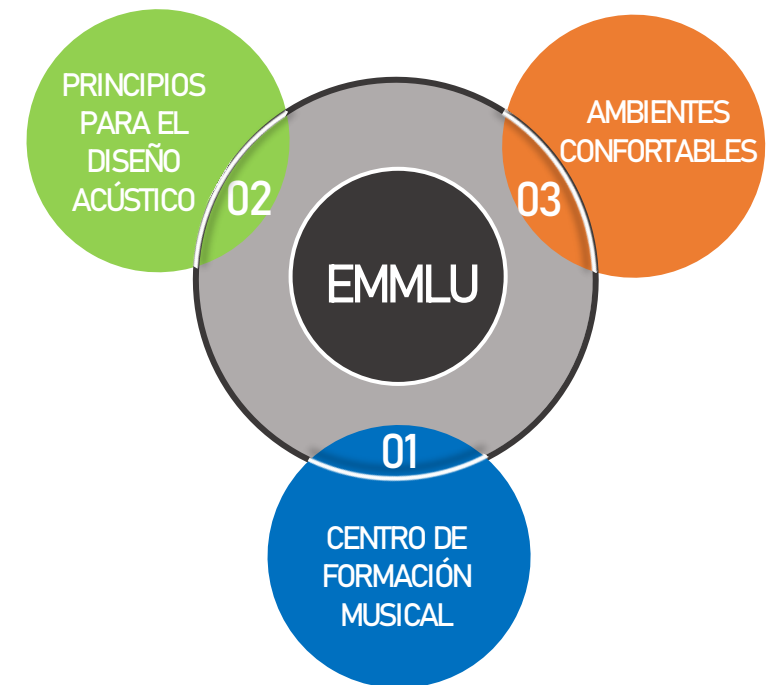 PRINCIPIOS
PARA EL
DISEÑO
ACÚSTICO
02
AMBIENTES
CONFORTABLES
03
EMMLU
01
CENTRO DE
FORMACIÓN
MUSICAL